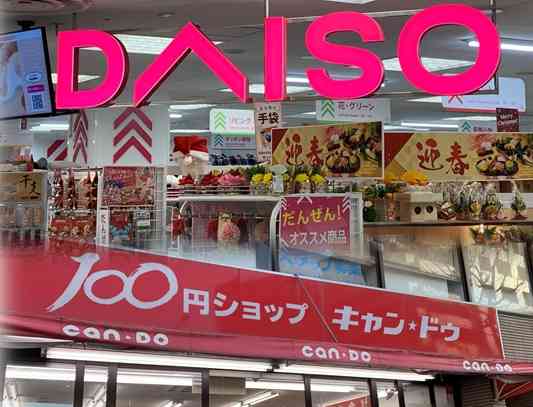 DAISO
リビング
花・グリーン
手袋
迎春
迎春
だんぜん!
オススメ商品
100円ショップ キャン★ドゥ
can★Do
can★Do
can★Do